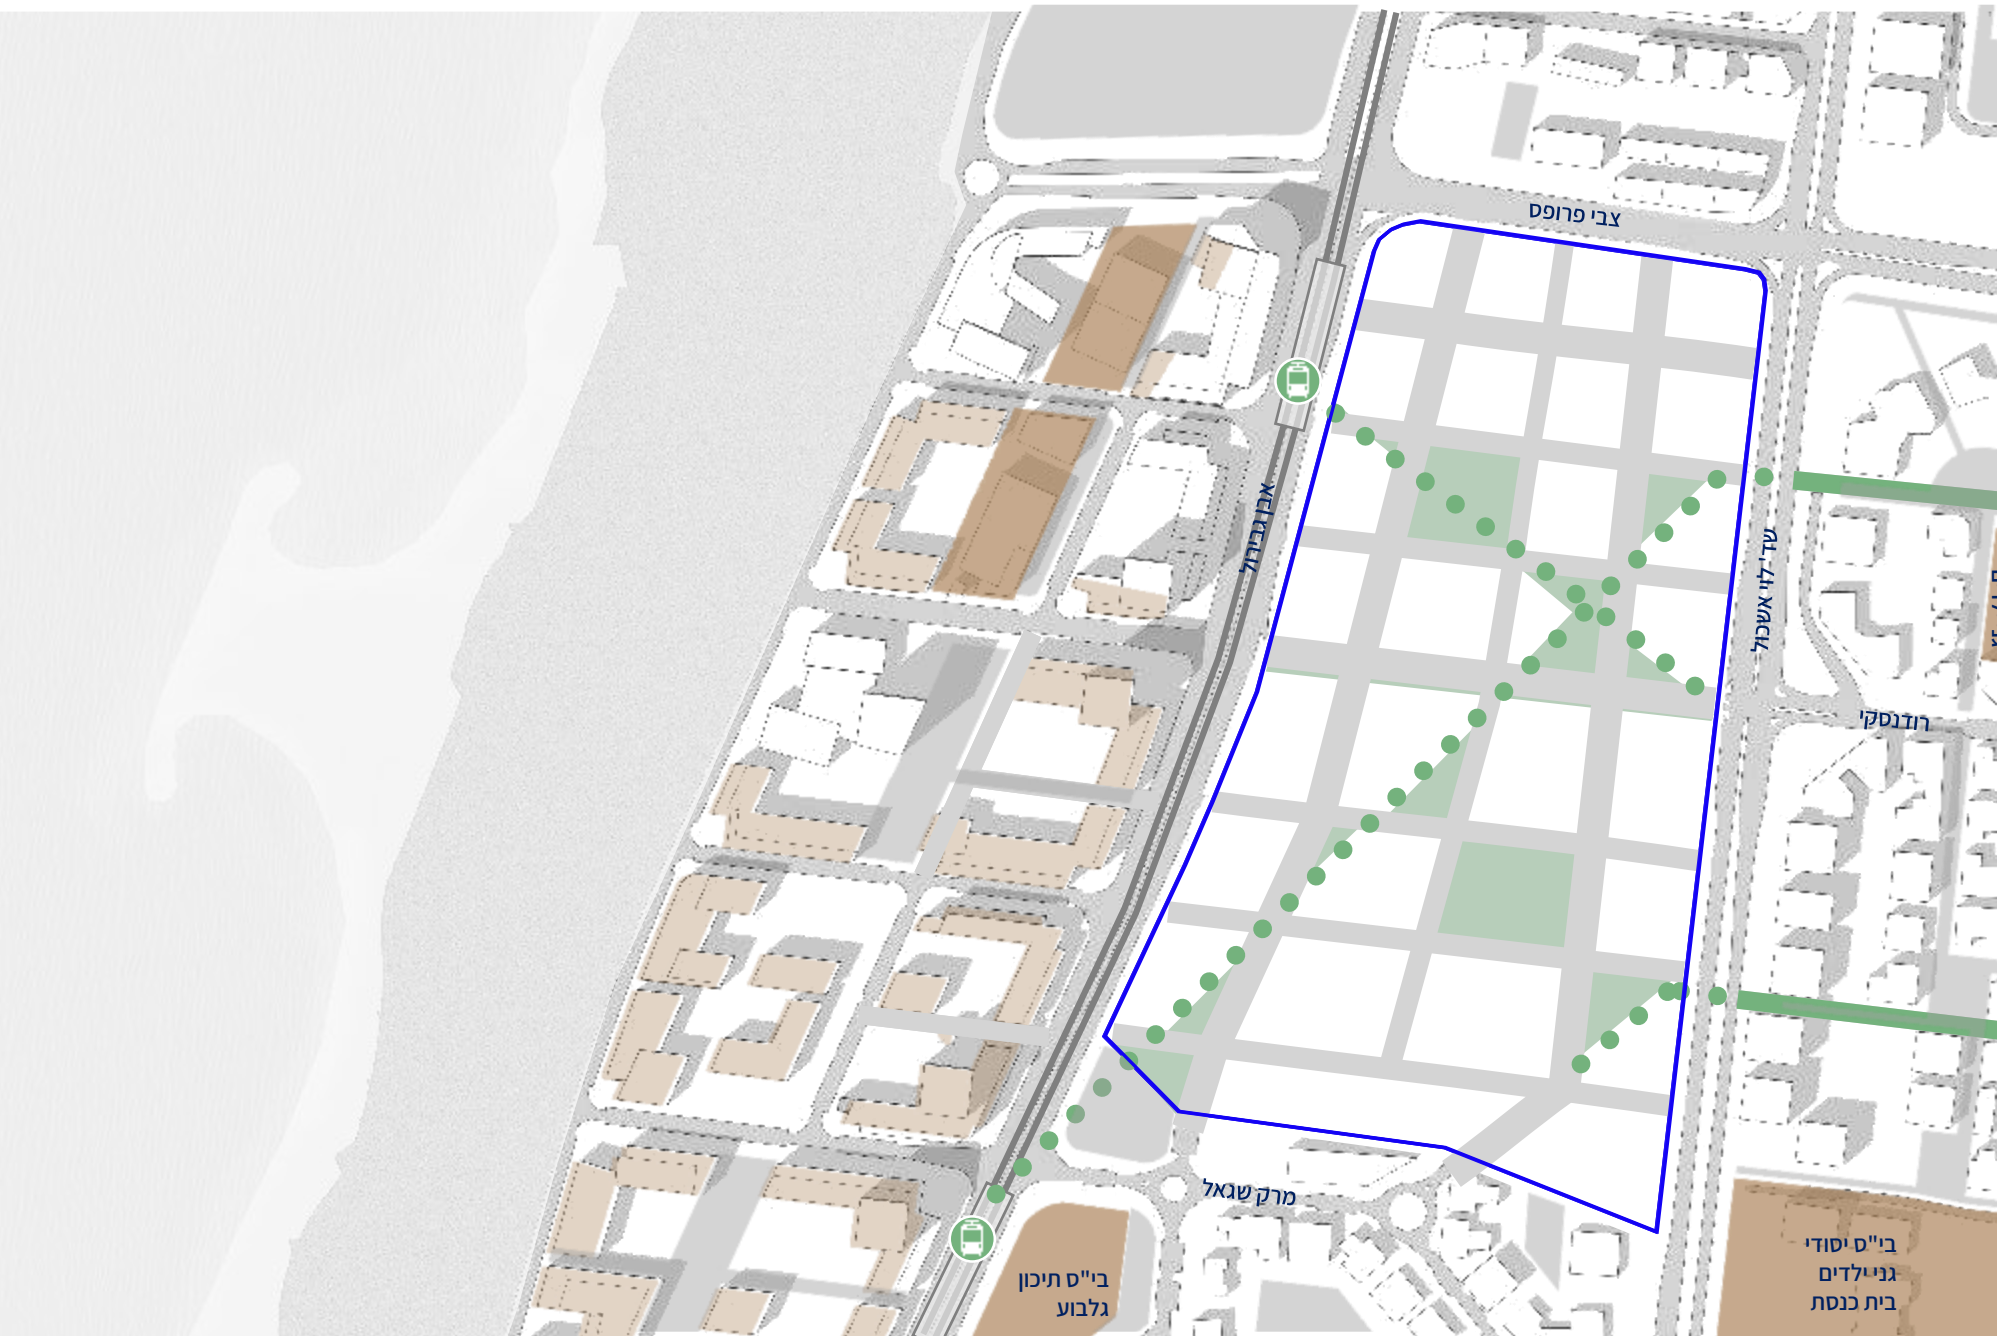 צבי פרופס
אבן גבירול
שד' לוי אשכול
רודנסקי
מרק שגאל
בי"ס תיכון
גלבוע
בי"ס יסודי
גני ילדים
בית כנסת